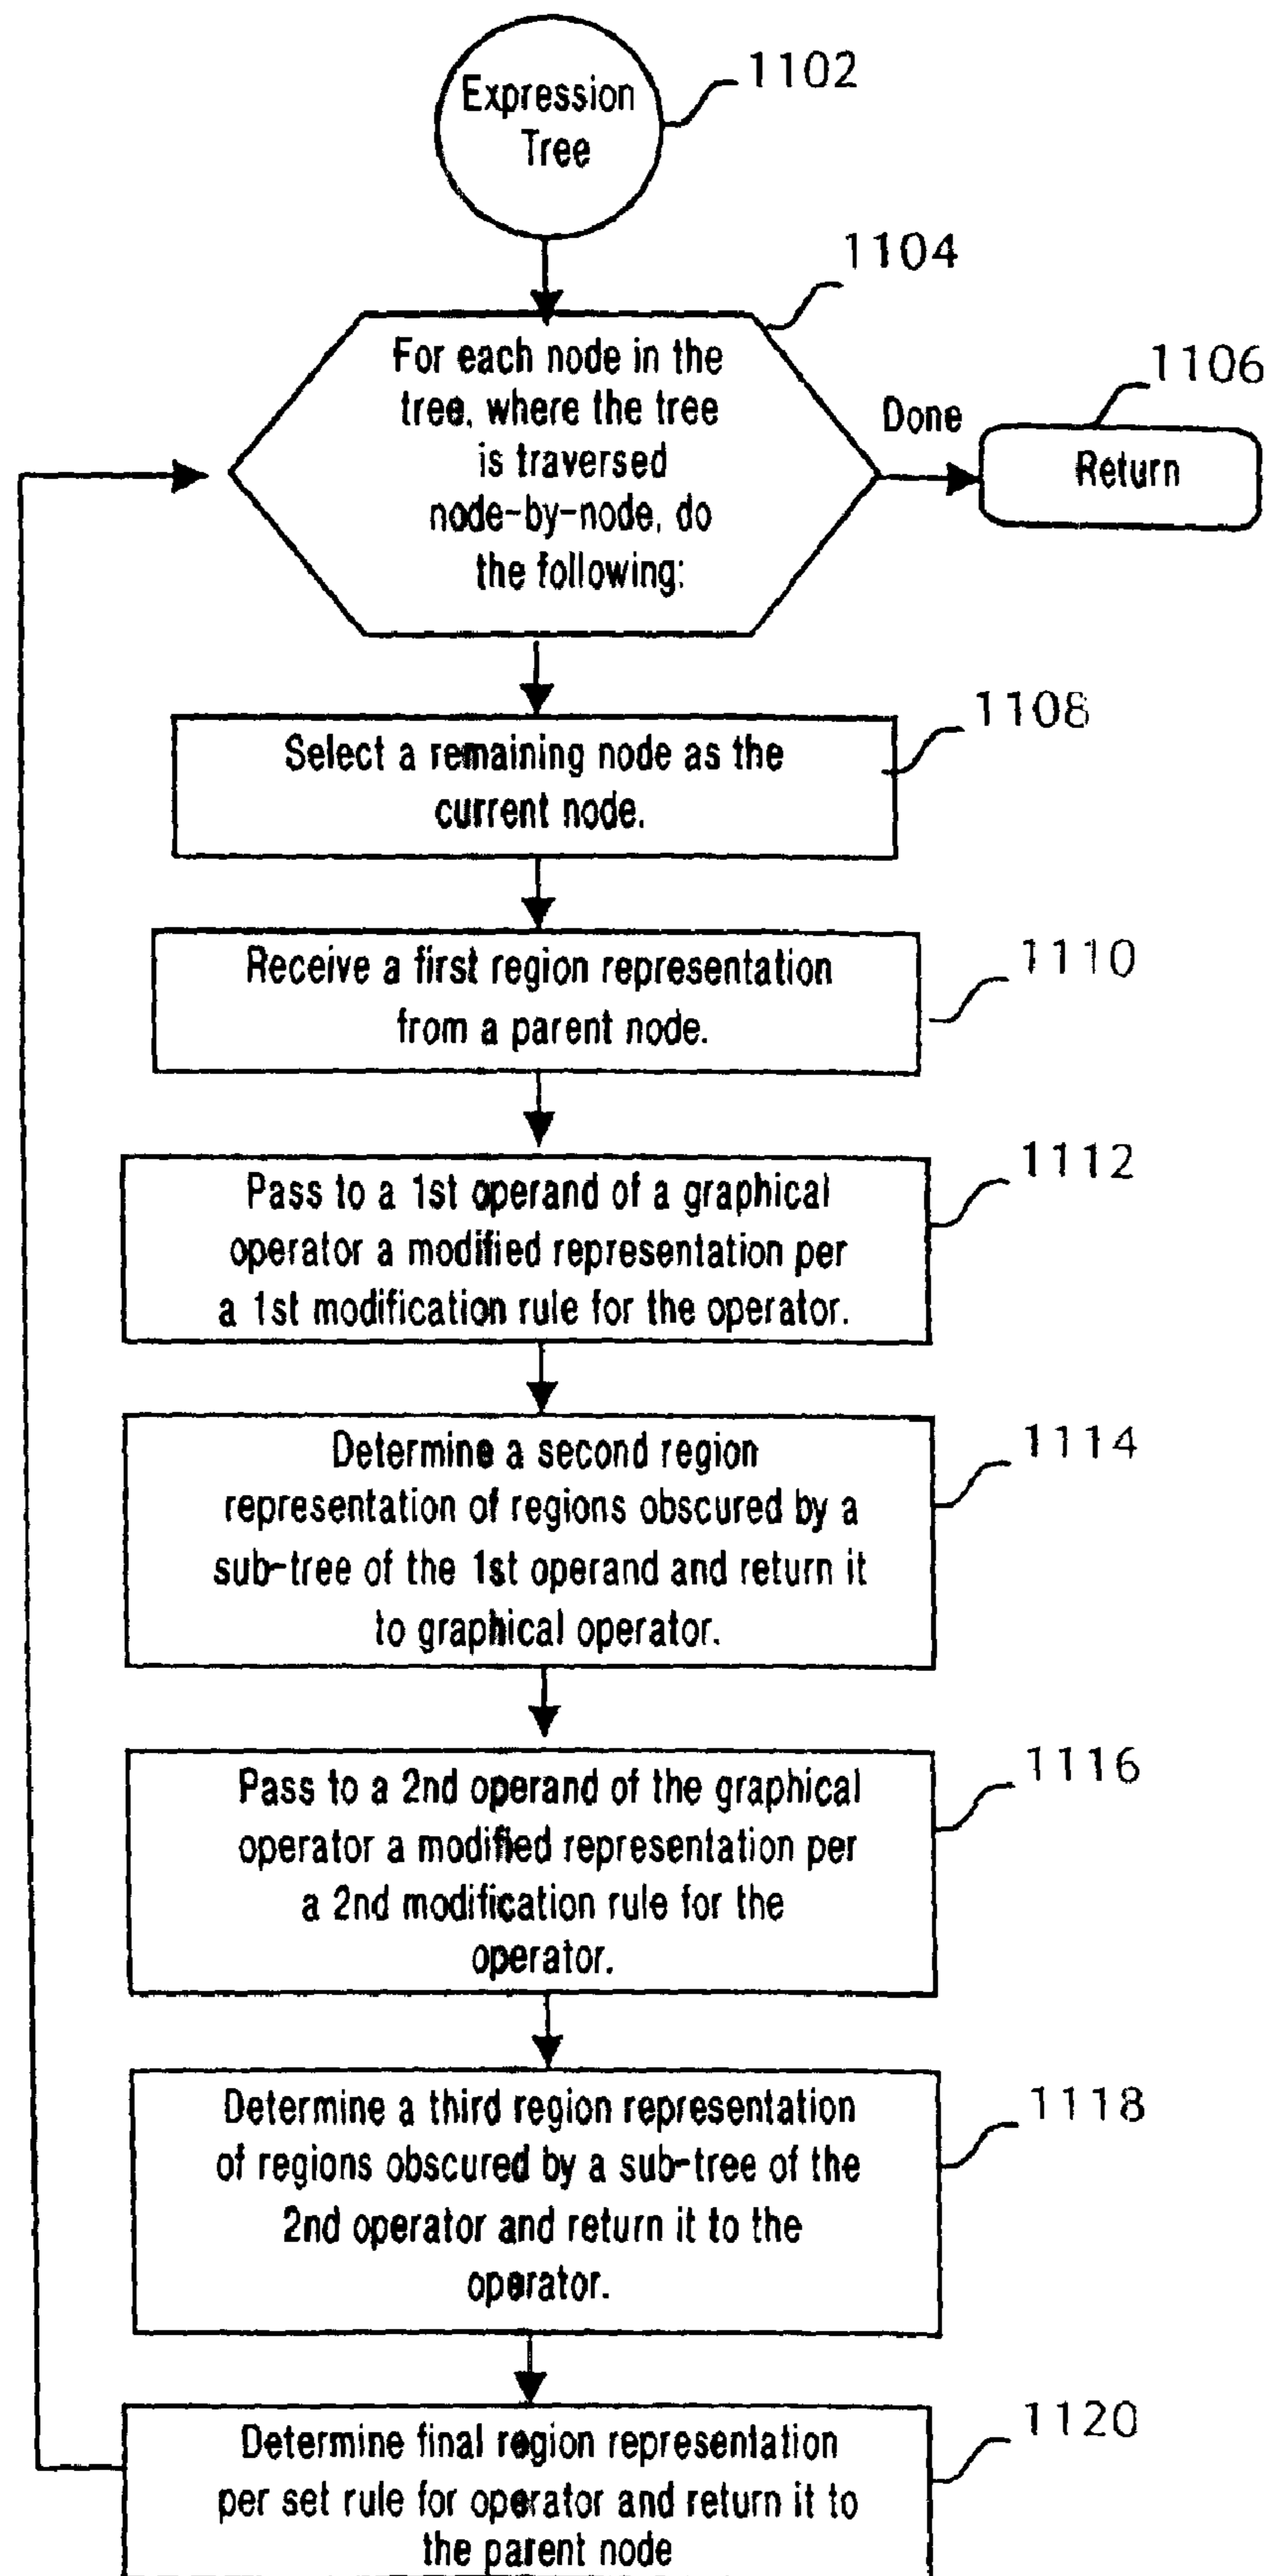 Expression
Tree
1102
1104
For each node in the
tree, where the tree
is traversed
node-by-node, do
the following:
Done
1106
Return
1108
Select a remaining node as the
current node.
1110
Receive a first region representation
from a parent node.
1112
Pass to a 1st operand of a graphical
operator a modified representation per
a 1st modification rule for the operator.
1114
Determine a second region
representation of regions obscured by a
sub-tree of the 1st operand and return it
to graphical operator.
1116
Pass to a 2nd operand of the graphical
operator a modified representation per
a 2nd modification rule for the
operator.
1118
Determine a third region representation
of regions obscured by a sub-tree of the
2nd operator and return it to the
operator.
1120
Determine final region representation
per set rule for operator and return it to
the parent node